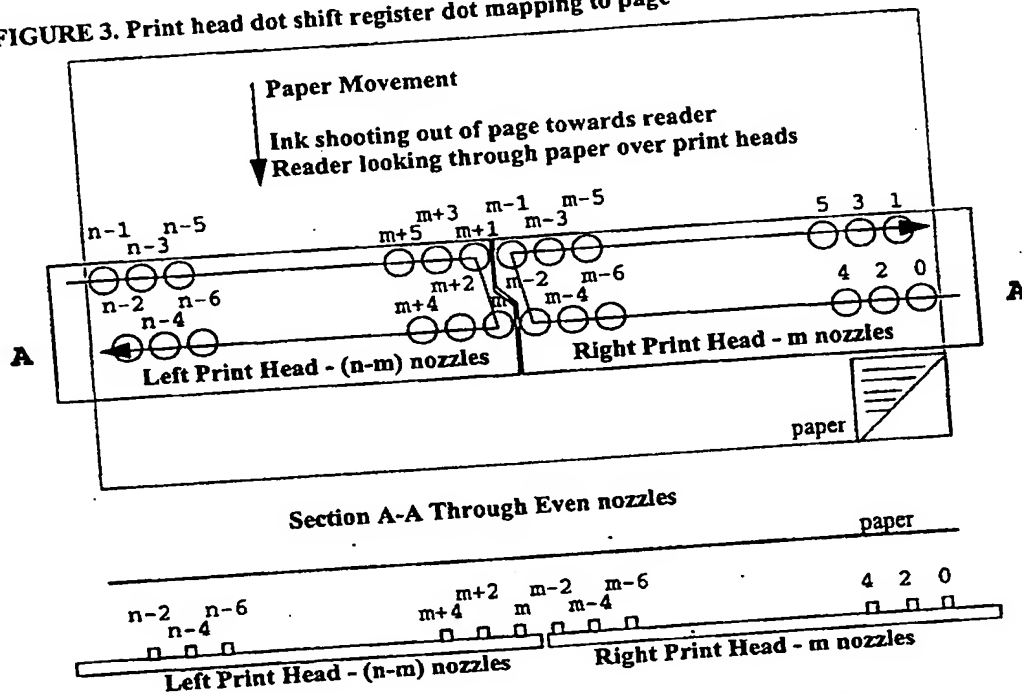 FIGURE 3. Print head dot shift register dot mapping to page
Paper Movement
Ink shooting out of page towards reader
Reader looking through paper over print heads
n-1 n-3 n-5 m+5 m+3 m+1 m-1 m-3 m-5 5 3 1
n-2 n-4 n-6 m+4 m+2 m m-2 m-4 m-6 4 2 0
A A
Left Print Head - (n-m) nozzles Right Print Head - m nozzles
paper
Section A-A Through Even nozzles
paper
n-2 n-4 n-6 m+4 m+2 m m-2 m-4 m-6 4 2 0
Left Print Head - (n-m) nozzles Right Print Head - m nozzles